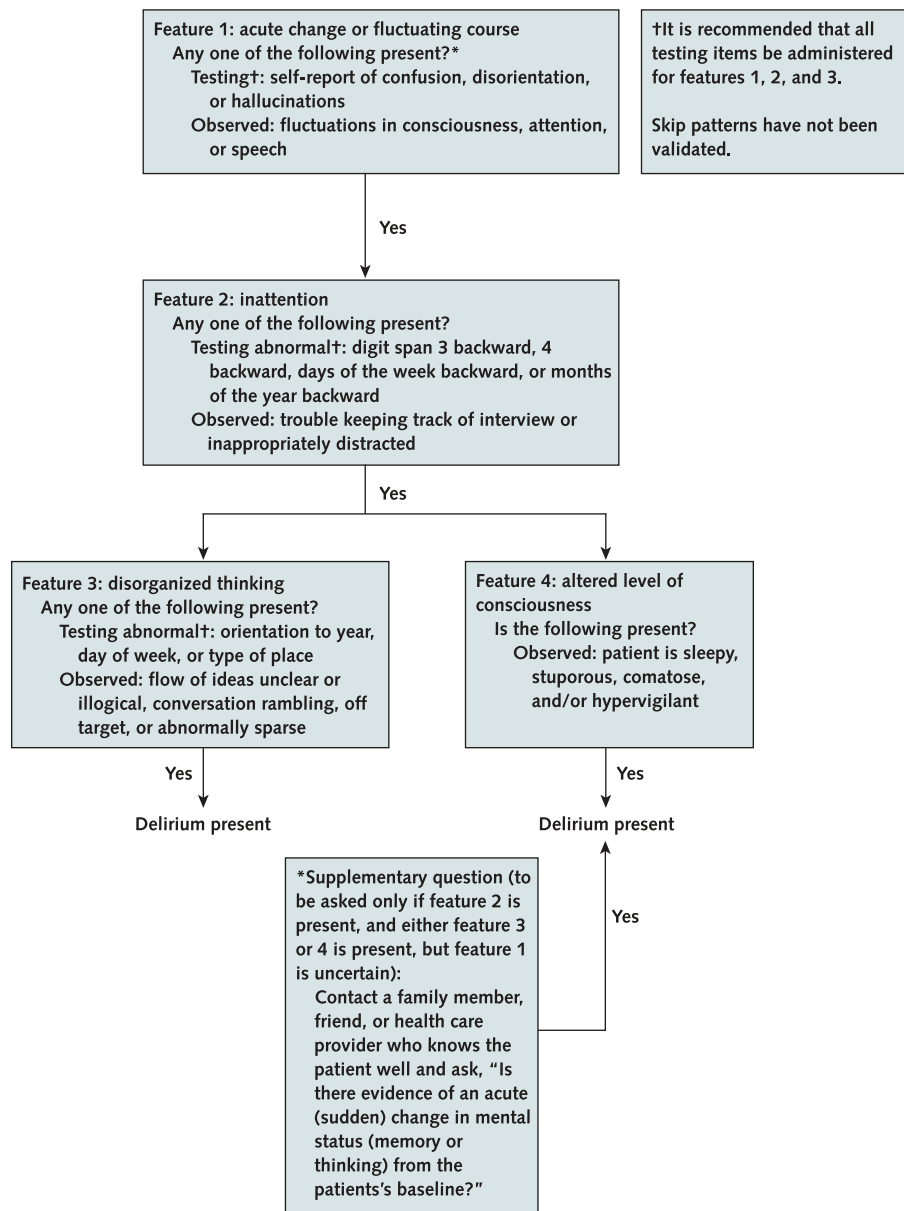 Feature 1: acute change or fluctuating course
Any one of the following present?*
Testing†: self-report of confusion, disorientation,
or hallucinations
Observed: fluctuations in consciousness, attention,
or speech
†It is recommended that all
testing items be administered
for features 1, 2, and 3.
Skip patterns have not been
validated.
Yes
Feature 2: inattention
Any one of the following present?
Testing abnormal†: digit span 3 backward, 4
backward, days of the week backward, or months
of the year backward
Observed: trouble keeping track of interview or
inappropriately distracted
Yes
Feature 3: disorganized thinking
Any one of the following present?
Testing abnormal†: orientation to year,
day of week, or type of place
Observed: flow of ideas unclear or
illogical, conversation rambling, off
target, or abnormally sparse
Feature 4: altered level of
consciousness
Is the following present?
Observed: patient is sleepy,
stuporous, comatose,
and/or hypervigilant
Yes
Yes
Delirium present
Delirium present
*Supplementary question (to
be asked only if feature 2 is
present, and either feature 3
or 4 is present, but feature 1
is uncertain):
Contact a family member,
friend, or health care
provider who knows the
patient well and ask, “Is
there evidence of an acute
(sudden) change in mental
status (memory or
thinking) from the
patients's baseline?”
Yes